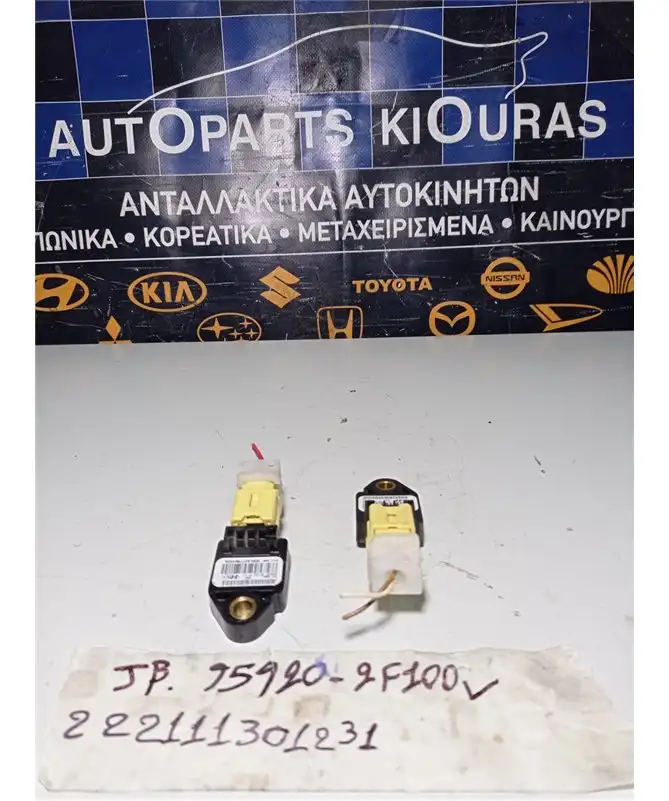 AUTOPARTS KIOURAS
ΑΝΤΑΛΛΑΚΤΙΚΑ ΑΥΤΟΚΙΝΗΤΩΝ
ΠΩΝΙΚΑ • ΚΟΡΕΑΤΙΚΑ • ΜΕΤΑΧΕΙΡΙΣΜΕΝΑ • ΚΑΙΝΟΥΡΓ
KIA TOYOTA NISSAN
JB. 95920-2F100
222111301231